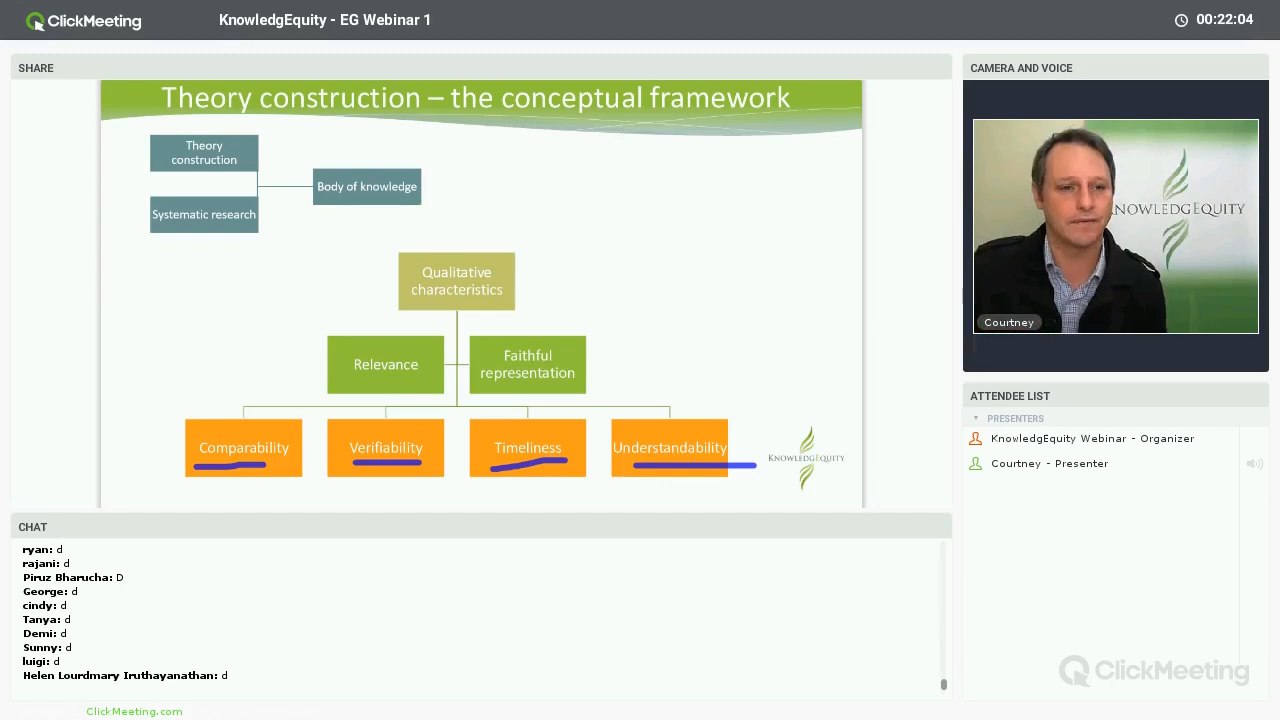 ClickMeeting
KnowledgEquity - EG Webinar 1
00:22:04
SHARE
Theory construction – the conceptual framework
Theory
construction
Body of knowledge
Systematic research
Qualitative
characteristics
Relevance
Faithful
representation
Comparability
Verifiability
Timeliness
Understandability
KNOWLEDGEQUITY
CAMERA AND VOICE
KNOWLEDGEQUITY
Courtney
ATTENDEE LIST
PRESENTERS
KnowledgEquity Webinar - Organizer
Courtney - Presenter
CHAT
ryan: d
rajani: d
Piruz Bharucha: D
George: d
cindy: d
Tanya: d
Demi: d
Sunny: d
luigi: d
Helen Lourdmary Iruthayanathan: d
ClickMeeting
ClickMeeting.com